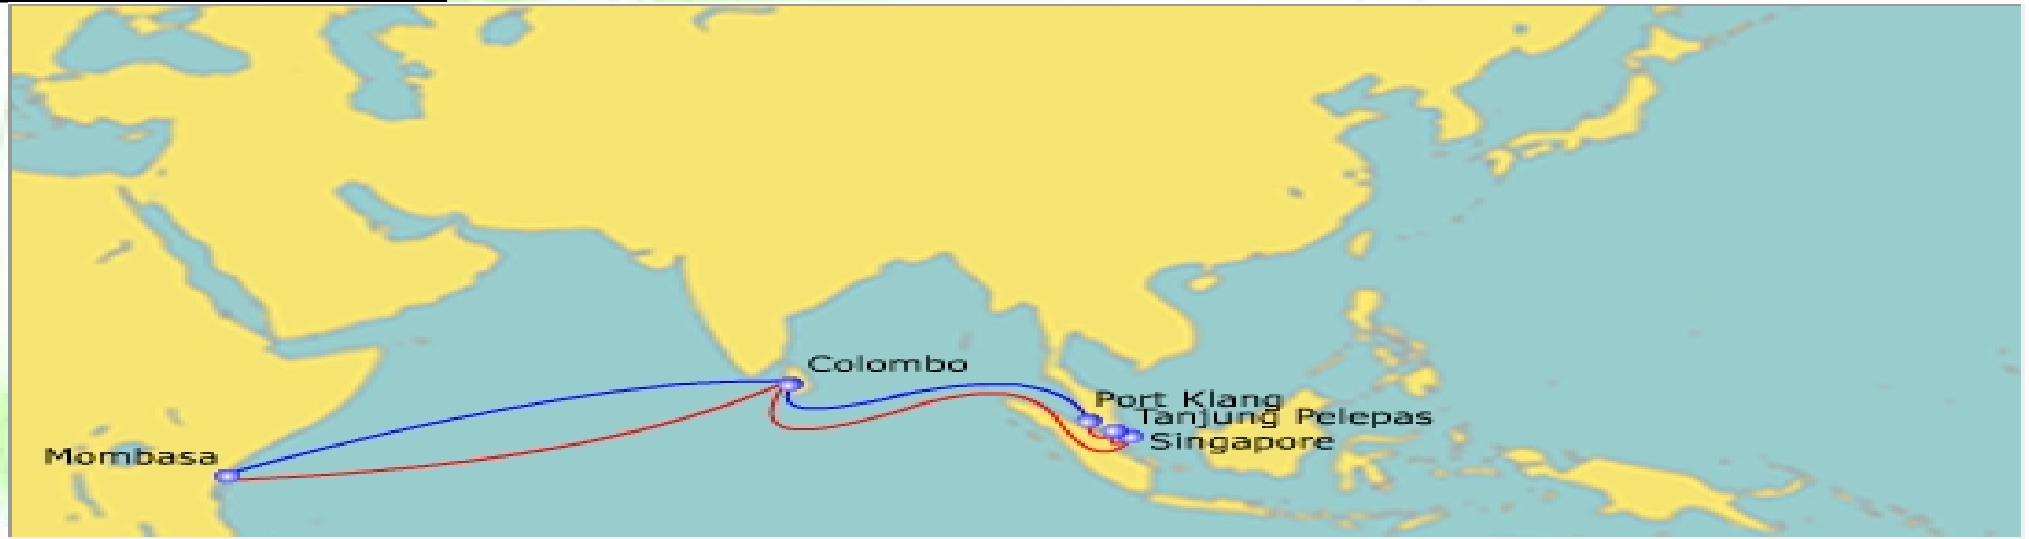 Colombo
Port Klang
Tanjung Pelepas
Singapore
Mombasa